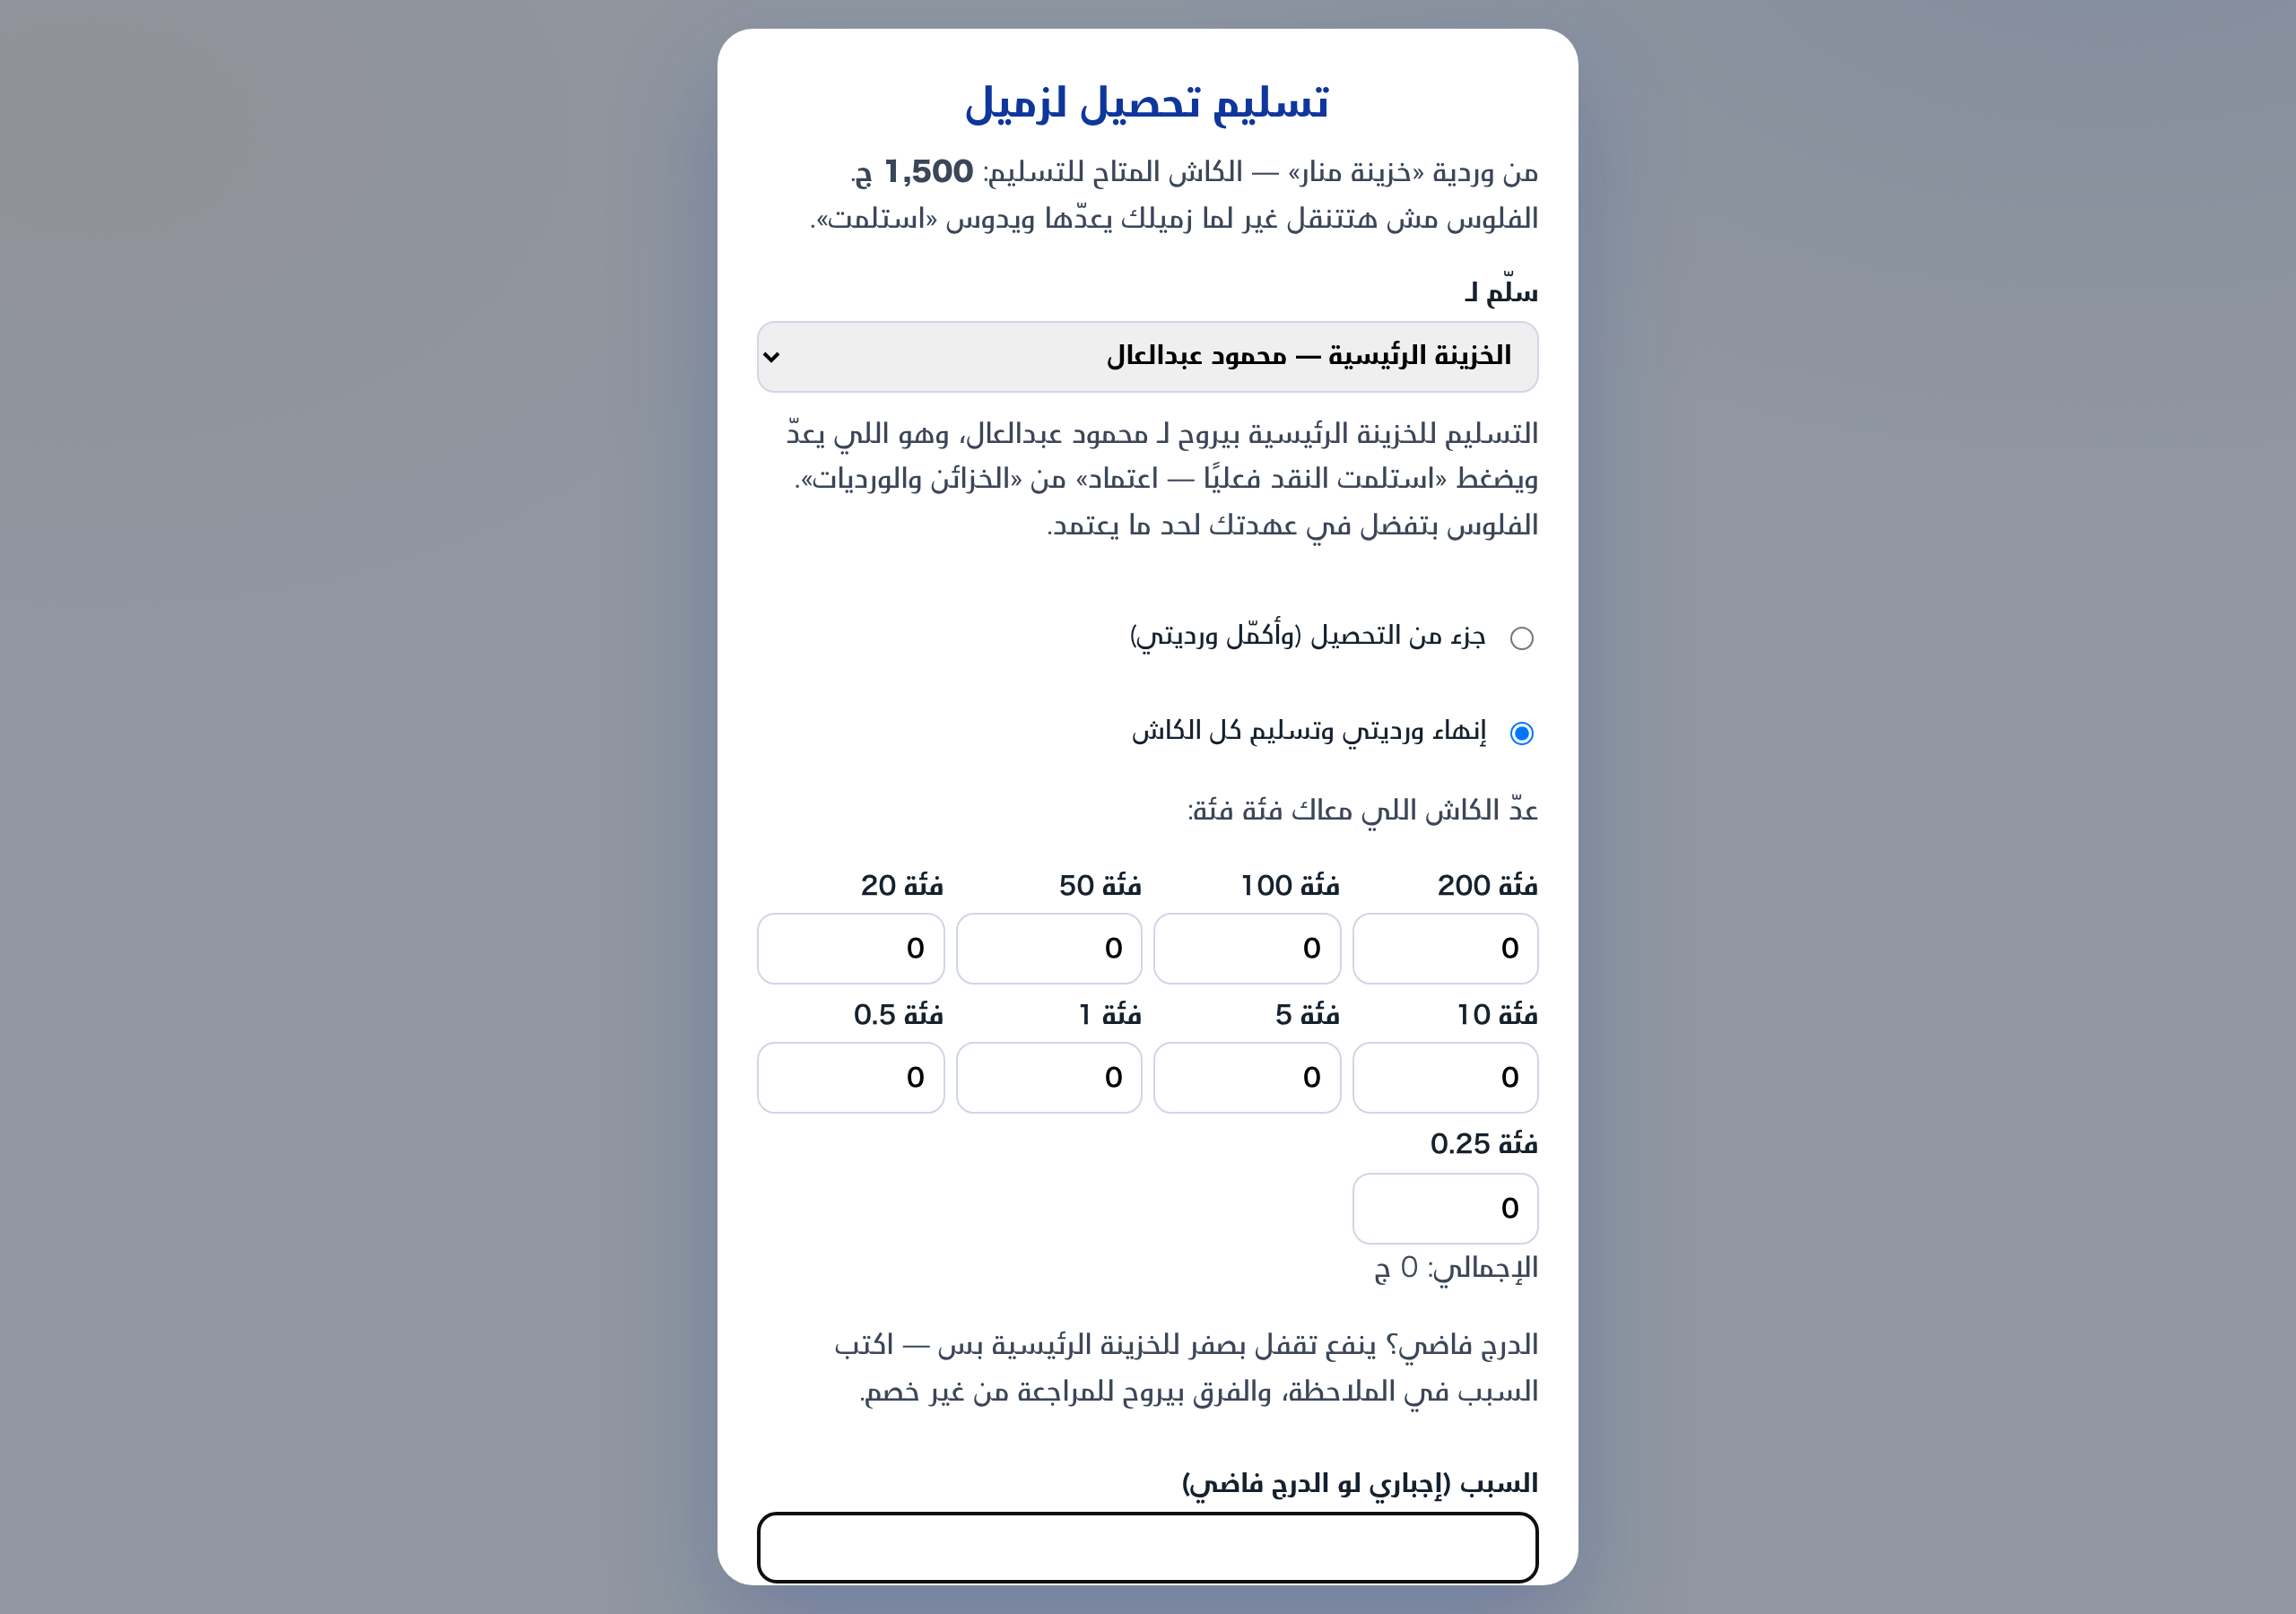 تسليم تحصيل لزميل
من وردية «خزينة منار» — الكاش المتاح للتسليم: 1,500 ج.
الفلوس مش هتتنقل غير لما زميلك يعدّها ويدوس «استلمت».
سلّم لـ
الخزينة الرئيسية — محمود عبدالعال
التسليم للخزينة الرئيسية بيروح لـ محمود عبدالعال، وهو اللي يعدّ
ويضغط «استلمت النقد فعليًا — اعتماد» من «الخزائن والورديات».
الفلوس بتفضل في عهدتك لحد ما يعتمد.
جزء من التحصيل (وأكمّل ورديتي)
إنهاء ورديتي وتسليم كل الكاش
عدّ الكاش اللي معاك فئة فئة:
فئة 200 فئة 100 فئة 50 فئة 20
0 0 0 0
فئة 10 فئة 5 فئة 1 فئة 0.5
0 0 0 0
فئة 0.25
0
الإجمالي: 0 ج
الدرج فاضي؟ ينفع تقفل بصفر للخزينة الرئيسية بس — اكتب
السبب في الملاحظة، والفرق بيروح للمراجعة من غير خصم.
السبب (إجباري لو الدرج فاضي)